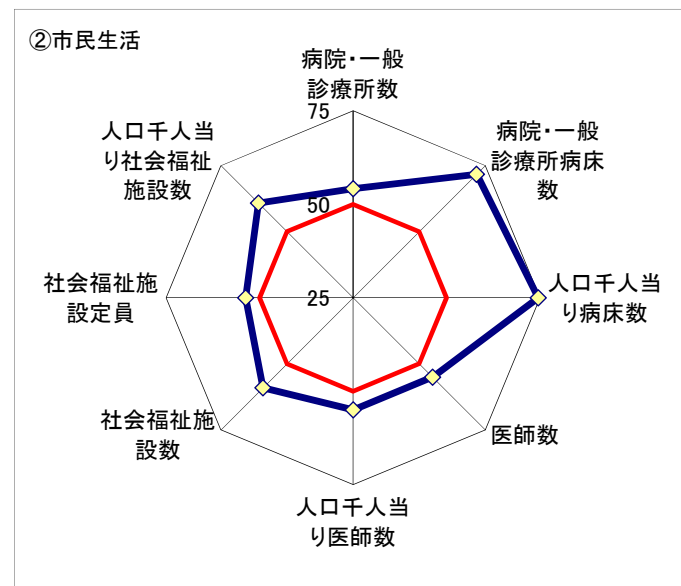 ②市民生活
病院・一般
診療所数
75
病院・一般
診療所病床
数
人口千人当
り社会福祉
施設数
50
社会福祉施
設定員
25
人口千人当
り病床数
社会福祉施
設数
医師数
人口千人当
り医師数